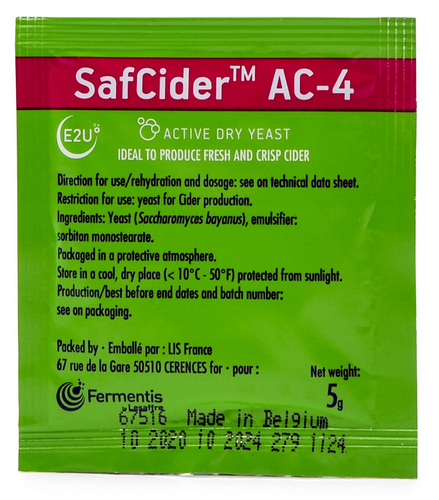 SafCider™ AC-4
E2U
ACTIVE DRY YEAST
IDEAL TO PRODUCE FRESH AND CRISP CIDER
Direction for use/rehydration and dosage: see on technical data sheet.
Restriction for use: yeast for Cider production.
Ingredients: Yeast (Saccharomyces bayanus), emulsifier:
sorbitan monostearate.
Packaged in a protective atmosphere.
Store in a cool, dry place (< 10°C - 50°F) protected from sunlight.
Production/best before end dates and batch number:
see on packaging.
Packed by · Emballé par : LIS France
67 rue de la Gare 50510 CERENCES for · pour :
Net weight:
5g
Fermentis
by Lesaffre
67516 Made in Belgium
10 2020 10 2024 279 1124